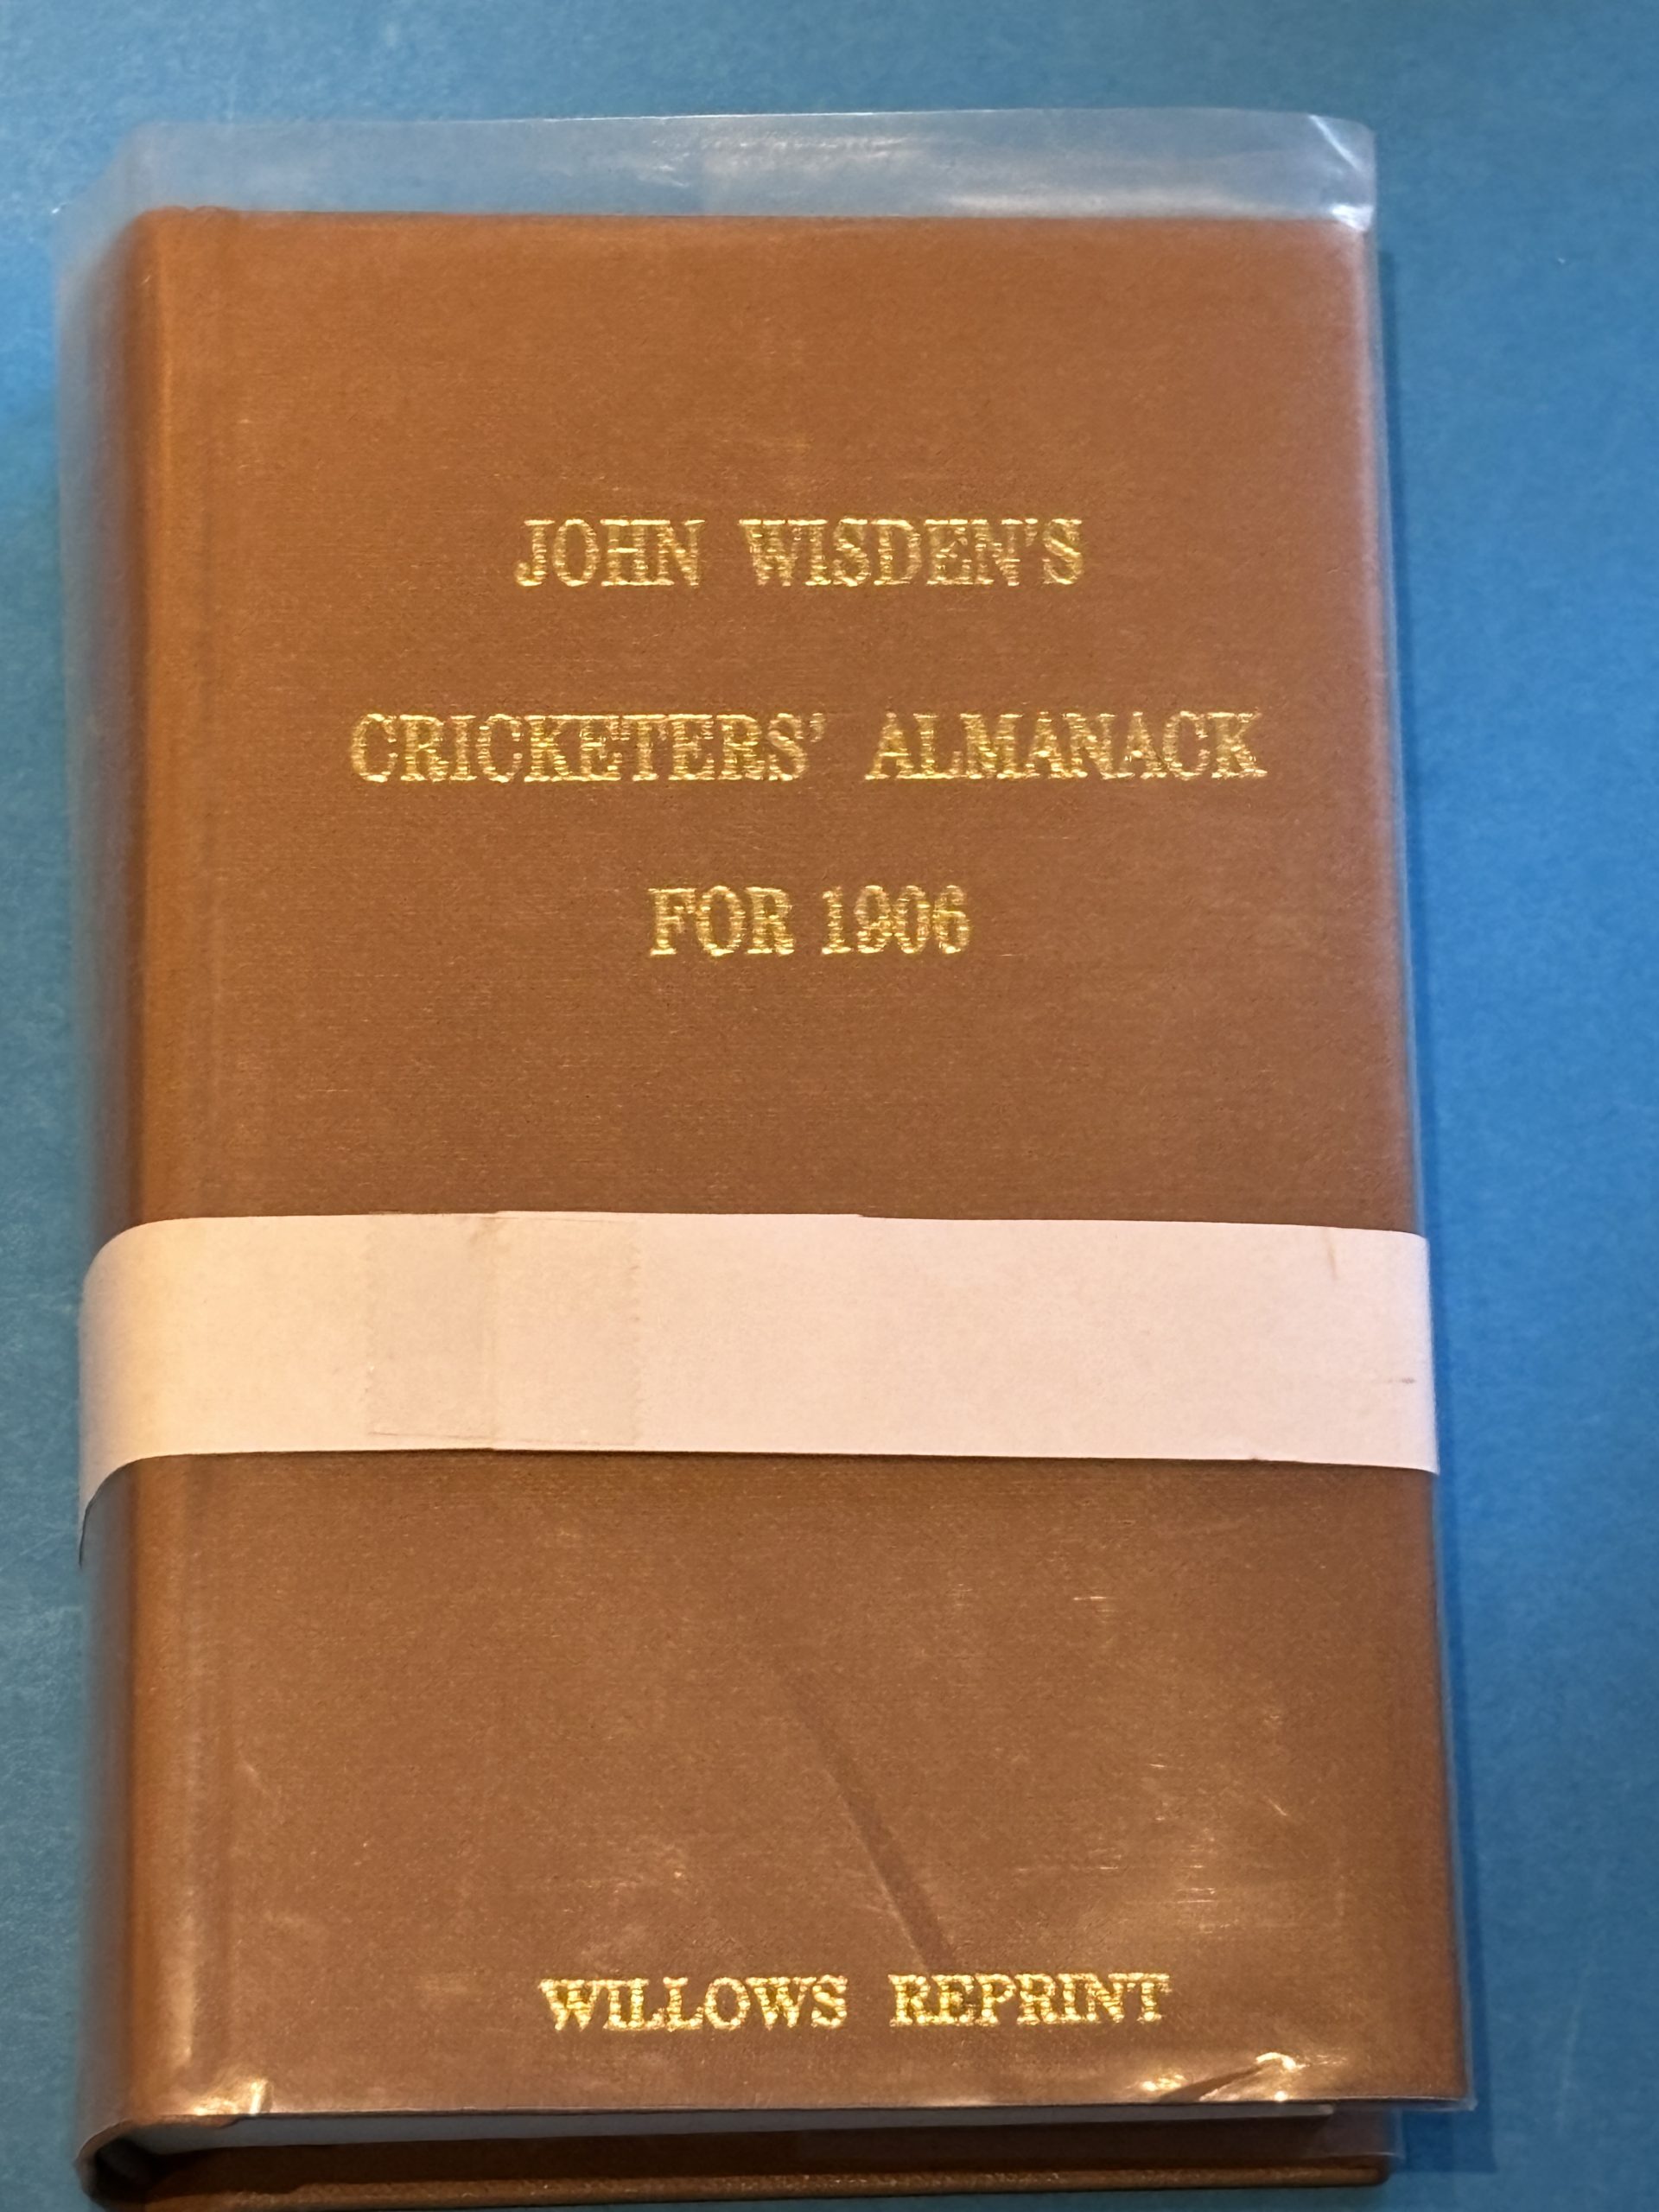 JOHN WISDEN'S
CRICKETERS' ALMANACK
FOR 1906
WILLOWS REPRINT